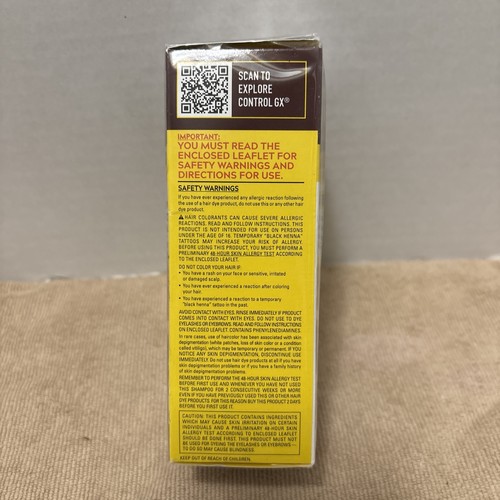 SCAN TO
EXPLORE
CONTROL GX®
IMPORTANT:
YOU MUST READ THE
ENCLOSED LEAFLET FOR
SAFETY WARNINGS AND
DIRECTIONS FOR USE.
SAFETY WARNINGS
If you have ever experienced any allergic reaction following
the use of a hair dye product, do not use this or any other hair
dye product.
⚠ HAIR COLORANTS CAN CAUSE SEVERE ALLERGIC
REACTIONS. READ AND FOLLOW INSTRUCTIONS. THIS
PRODUCT IS NOT INTENDED FOR USE ON PERSONS
UNDER THE AGE OF 16. TEMPORARY "BLACK HENNA"
TATTOOS MAY INCREASE YOUR RISK OF ALLERGY.
BEFORE USING THIS PRODUCT, YOU MUST PERFORM A
PRELIMINARY 48-HOUR SKIN ALLERGY TEST ACCORDING
TO THE ENCLOSED LEAFLET.
DO NOT COLOR YOUR HAIR IF:
• You have a rash on your face or sensitive, irritated
or damaged scalp.
• You have ever experienced a reaction after coloring
your hair.
• You have experienced a reaction to a temporary
"black henna" tattoo in the past.
AVOID CONTACT WITH EYES. RINSE IMMEDIATELY IF PRODUCT
COMES INTO CONTACT WITH EYES. DO NOT USE TO DYE
EYELASHES OR EYEBROWS. READ AND FOLLOW INSTRUCTIONS
ON ENCLOSED LEAFLET. CONTAINS PHENYLENEDIAMINES.
In rare cases, use of haircolor has been associated with skin
depigmentation (white patches, loss of skin color or a condition
called vitiligo), which may be temporary or permanent. IF YOU
NOTICE ANY SKIN DEPIGMENTATION, DISCONTINUE USE
IMMEDIATELY. Do not use hair dye products at all if you have
skin depigmentation problems or if you have a family history
of skin depigmentation problems.
REMEMBER TO PERFORM THE 48-HOUR SKIN ALLERGY TEST
BEFORE FIRST USE AND WHENEVER YOU HAVE NOT USED
THIS SHAMPOO FOR 3 CONSECUTIVE WEEKS OR MORE
EVEN IF YOU HAVE PREVIOUSLY USED THIS OR OTHER HAIR
DYE PRODUCTS. FOR THIS REASON BUY THIS PRODUCT 2 DAYS
BEFORE YOU FIRST USE IT.
CAUTION: THIS PRODUCT CONTAINS INGREDIENTS
WHICH MAY CAUSE SKIN IRRITATION ON CERTAIN
INDIVIDUALS AND A PRELIMINARY 48-HOUR SKIN
ALLERGY TEST ACCORDING TO ENCLOSED LEAFLET
SHOULD BE DONE FIRST. THIS PRODUCT MUST NOT
BE USED FOR DYEING THE EYELASHES OR EYEBROWS –
TO DO SO MAY CAUSE BLINDNESS.
KEEP OUT OF REACH OF CHILDREN.